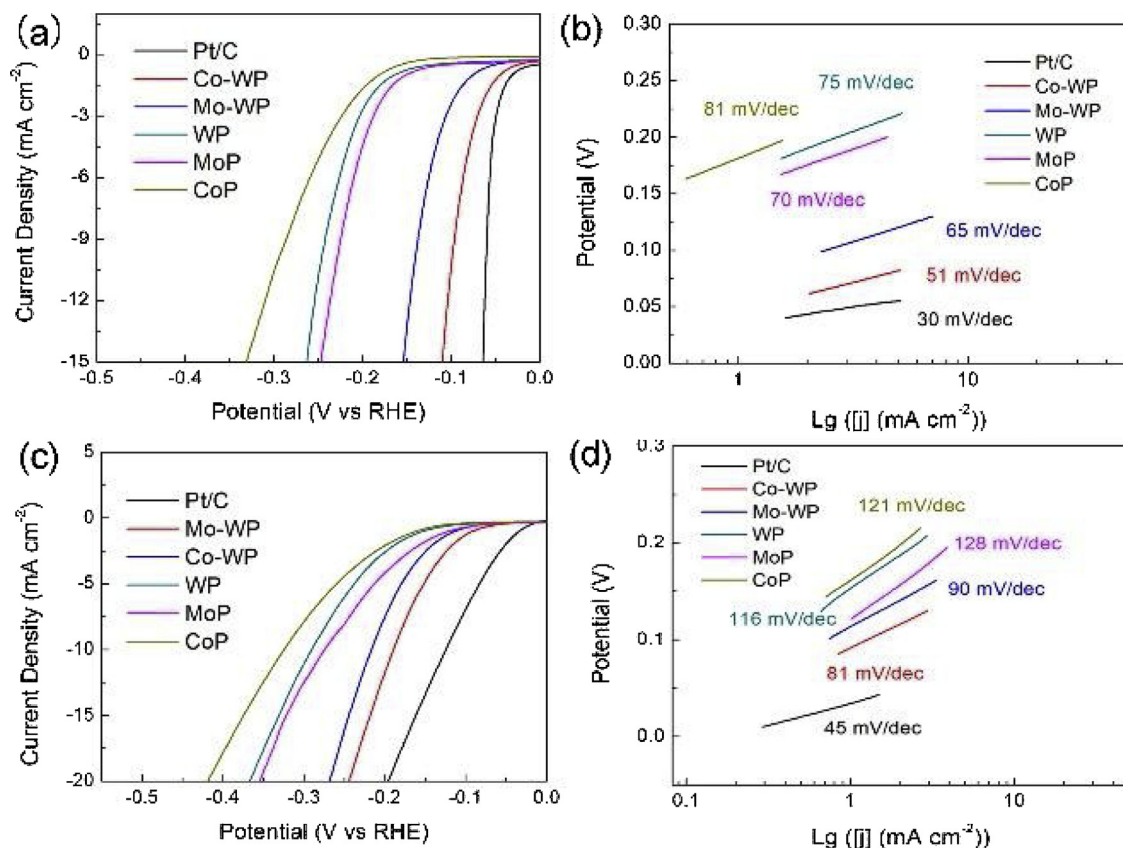 (a)
Pt/C
Co-WP
Mo-WP
WP
MoP
CoP
0
-3
-6
-9
-12
-15
-0.5
-0.4
-0.3
-0.2
-0.1
0.0
Current Density (mA cm-2)
Potential (V vs RHE)
(b)
0.30
0.25
0.20
0.15
0.10
0.05
0.00
1
10
Potential (V)
Lg ([j] (mA cm-2))
Pt/C
Co-WP
Mo-WP
WP
MoP
CoP
75 mV/dec
81 mV/dec
70 mV/dec
65 mV/dec
51 mV/dec
30 mV/dec
(c)
Pt/C
Mo-WP
Co-WP
WP
MoP
CoP
5
0
-5
-10
-15
-20
-0.5
-0.4
-0.3
-0.2
-0.1
0.0
Current Density (mA cm-2)
Potential (V vs RHE)
(d)
0.3
0.2
0.1
0.0
0.1
1
10
Potential (V)
Lg ([j] (mA cm-2))
Pt/C
Co-WP
Mo-WP
WP
MoP
CoP
121 mV/dec
128 mV/dec
90 mV/dec
116 mV/dec
81 mV/dec
45 mV/dec